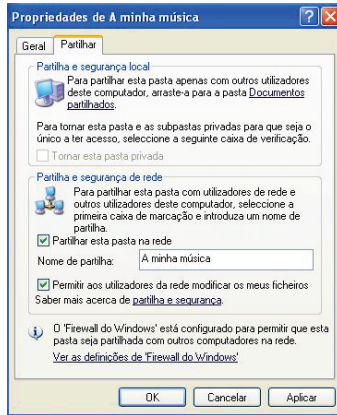 Propriedades de A minha música
Geral
Partilhar
Partilha e segurança local
Para partilhar esta pasta apenas com outros utilizadores
deste computador, arraste-a para a pasta Documentos
partilhados.
Para tornar esta pasta e as subpastas privadas para que seja o
único a ter acesso, seleccione a seguinte caixa de verificação.
Tornar esta pasta privada
Partilha e segurança de rede
Para partilhar esta pasta com utilizadores de rede e
outros utilizadores deste computador, seleccione a
primeira caixa de marcação e introduza um nome de
partilha.
Partilhar esta pasta na rede
Nome de partilha: A minha música
Permitir aos utilizadores da rede modificar os meus ficheiros
Saber mais acerca de partilha e segurança.
O 'Firewall do Windows' está configurado para permitir que esta
pasta seja partilhada com outros computadores na rede.
Ver as definições de 'Firewall do Windows'
OK
Cancelar
Aplicar